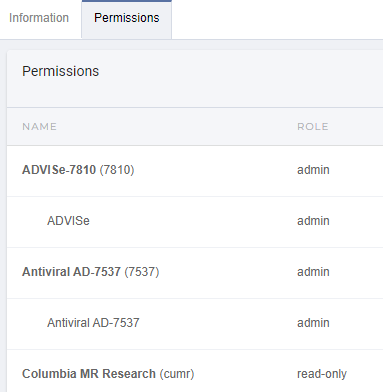 Information Permissions
Permissions
NAME ROLE
ADVISe-7810 (7810) admin
ADVISe admin
Antiviral AD-7537 (7537) admin
Antiviral AD-7537 admin
Columbia MR Research (cumr) read-only